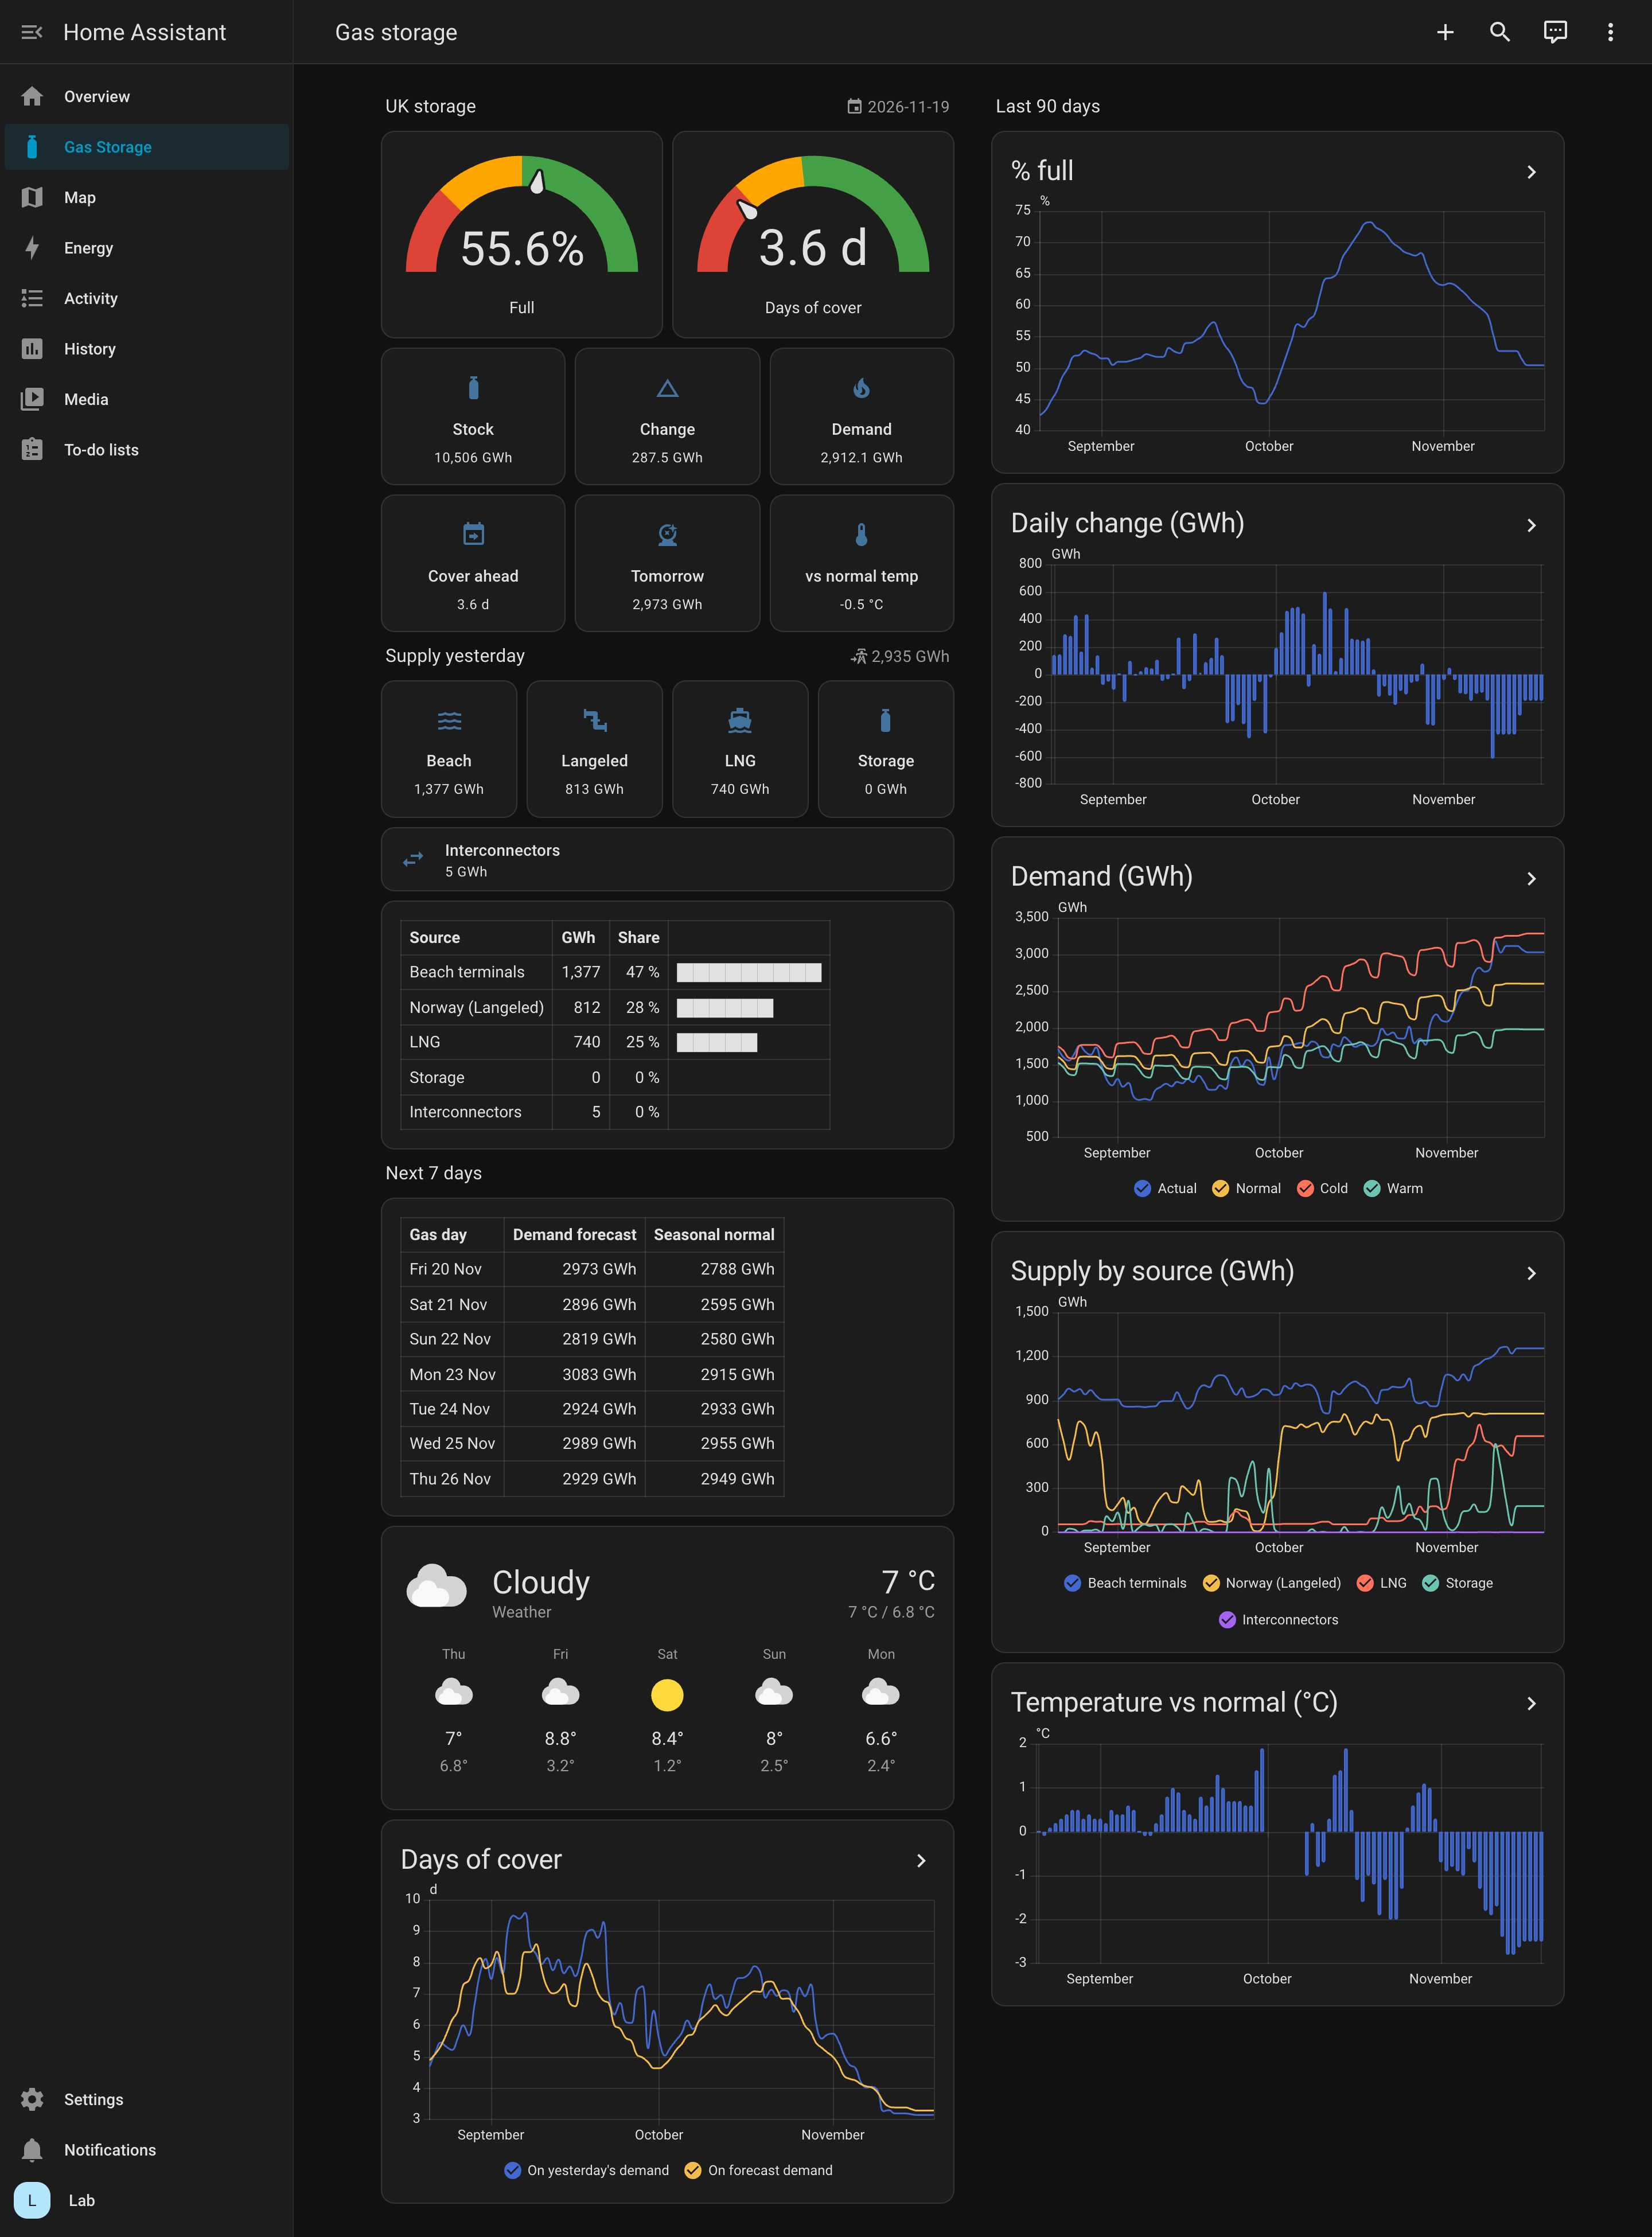 Home Assistant
Gas storage
Overview
Gas Storage
Map
Energy
Activity
History
Media
To-do lists
Settings
Notifications
L Lab
UK storage 2026-11-19
55.6%
Full
3.6 d
Days of cover
Stock
10,506 GWh
Change
287.5 GWh
Demand
2,912.1 GWh
Cover ahead
3.6 d
Tomorrow
2,973 GWh
vs normal temp
-0.5 °C
Supply yesterday 2,935 GWh
Beach
1,377 GWh
Langeled
813 GWh
LNG
740 GWh
Storage
0 GWh
Interconnectors
5 GWh
Source GWh Share
Beach terminals 1,377 47 %
Norway (Langeled) 812 28 %
LNG 740 25 %
Storage 0 0 %
Interconnectors 5 0 %
Next 7 days
Gas day Demand forecast Seasonal normal
Fri 20 Nov 2973 GWh 2788 GWh
Sat 21 Nov 2896 GWh 2595 GWh
Sun 22 Nov 2819 GWh 2580 GWh
Mon 23 Nov 3083 GWh 2915 GWh
Tue 24 Nov 2924 GWh 2933 GWh
Wed 25 Nov 2989 GWh 2955 GWh
Thu 26 Nov 2929 GWh 2949 GWh
Cloudy 7 °C
Weather 7 °C / 6.8 °C
Thu Fri Sat Sun Mon
7° 8.8° 8.4° 8° 6.6°
6.8° 3.2° 1.2° 2.5° 2.4°
Days of cover
d
10
9
8
7
6
5
4
3
September October November
On yesterday's demand On forecast demand
Last 90 days
% full
%
75
70
65
60
55
50
45
40
September October November
Daily change (GWh)
GWh
800
600
400
200
0
-200
-400
-600
-800
September October November
Demand (GWh)
GWh
3,500
3,000
2,500
2,000
1,500
1,000
500
September October November
Actual Normal Cold Warm
Supply by source (GWh)
GWh
1,500
1,200
900
600
300
0
September October November
Beach terminals Norway (Langeled) LNG Storage
Interconnectors
Temperature vs normal (°C)
°C
2
1
0
-1
-2
-3
September October November